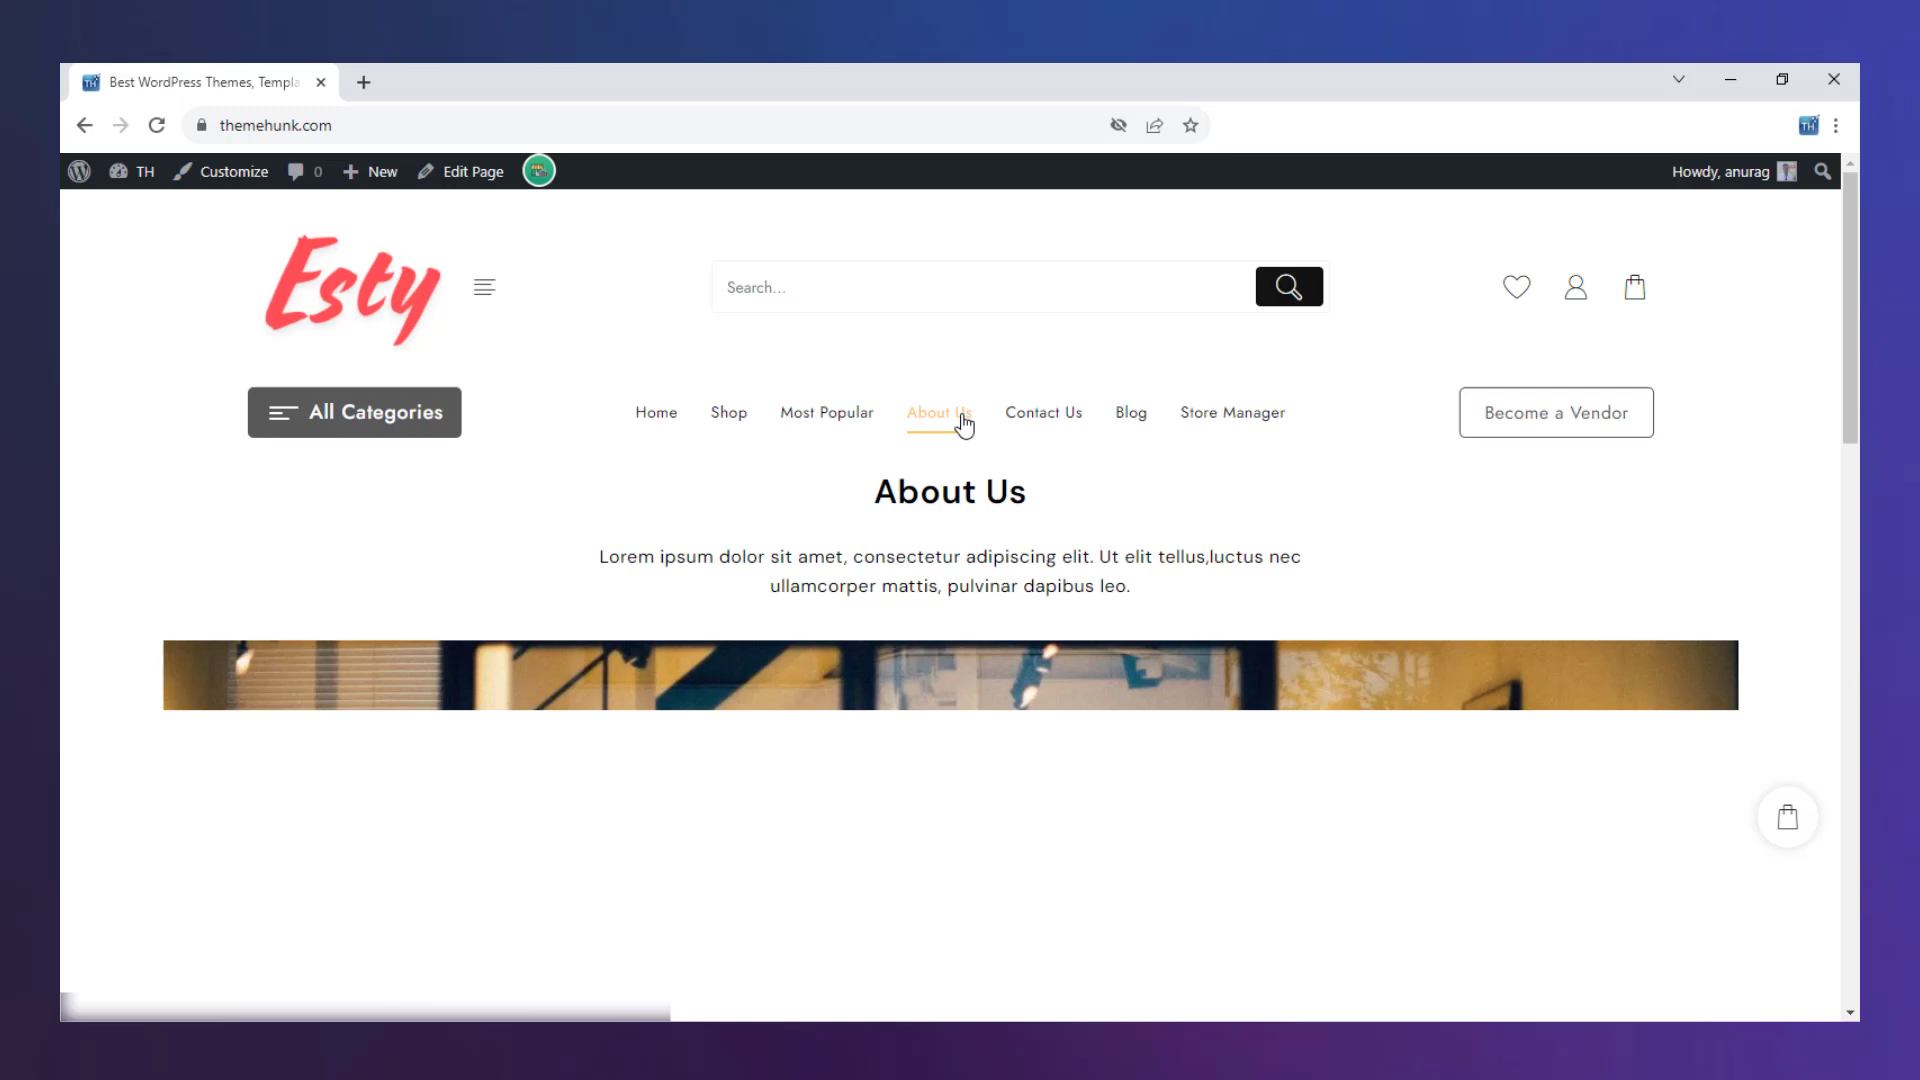 Best WordPress Themes, Templa
themehunk.com
TH Customize 0 New Edit Page Howdy, anurag
Esty
Search...
All Categories
Home Shop Most Popular About Us Contact Us Blog Store Manager
Become a Vendor
About Us
Lorem ipsum dolor sit amet, consectetur adipiscing elit. Ut elit tellus,luctus nec
ullamcorper mattis, pulvinar dapibus leo.